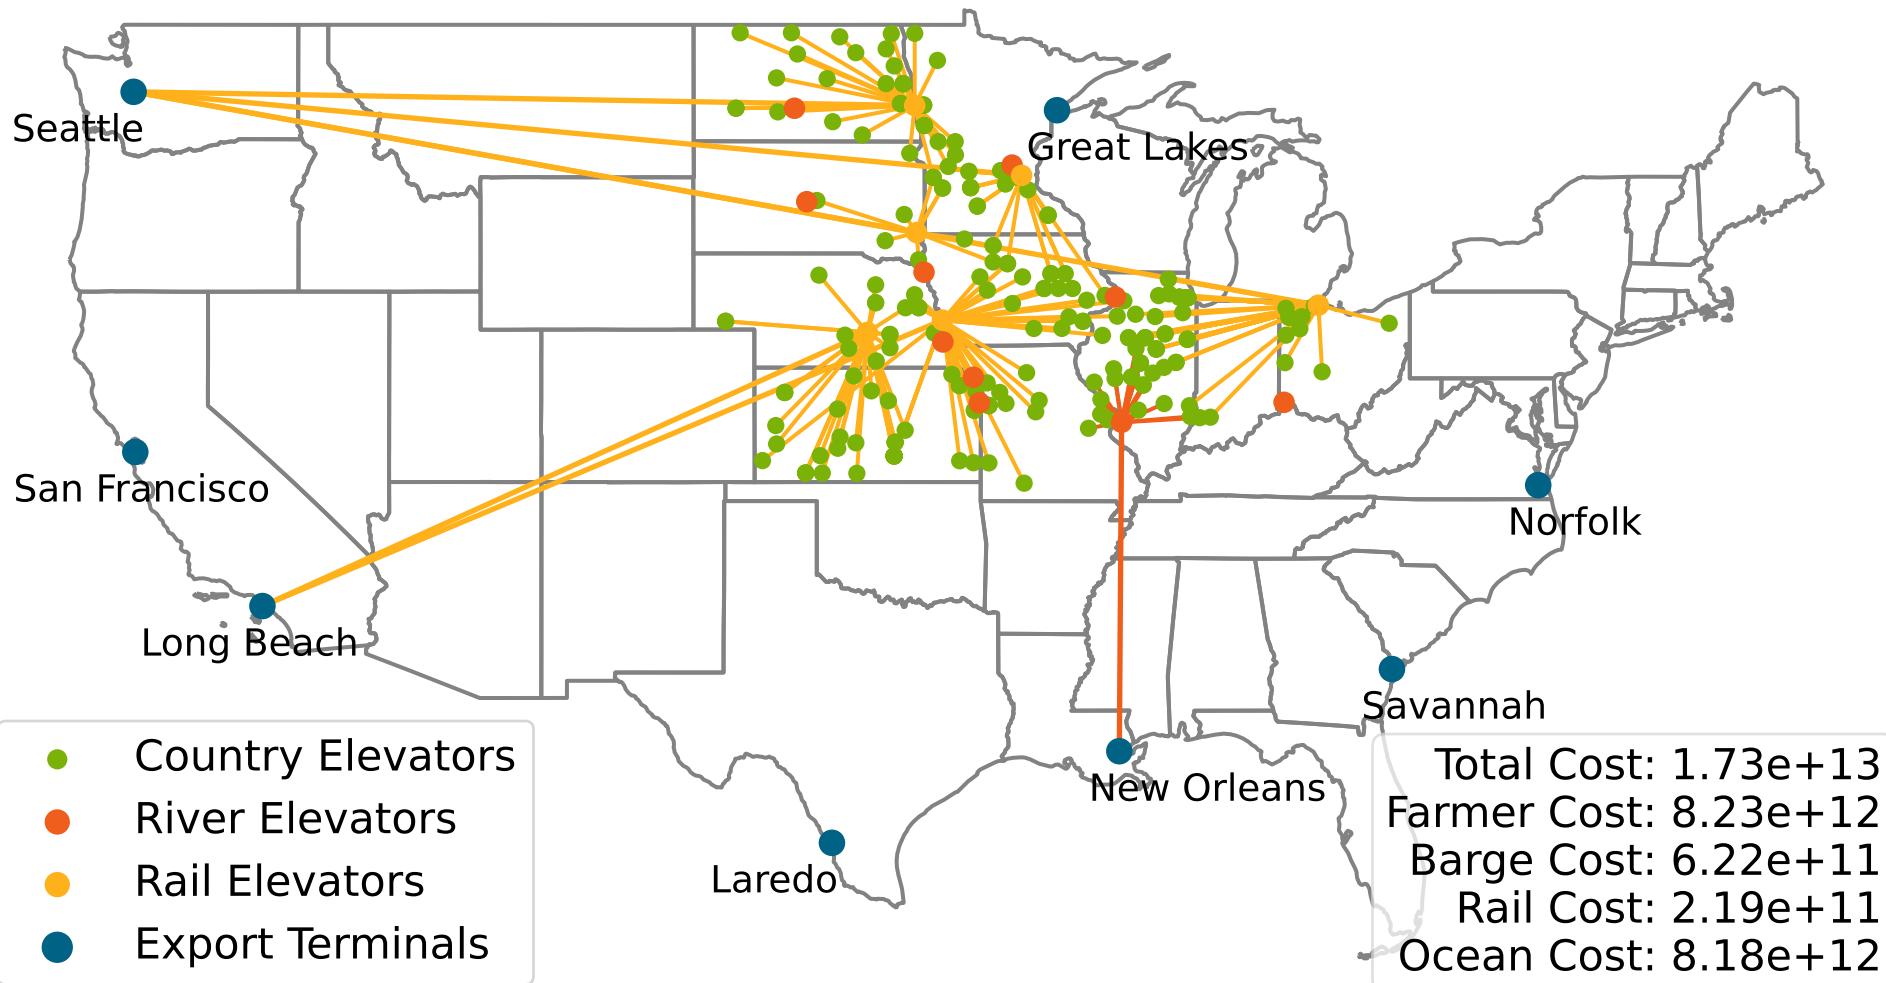 Seattle
Great Lakes
San Francisco
Norfolk
Long Beach
Savannah
New Orleans
Laredo
Country Elevators
River Elevators
Rail Elevators
Export Terminals
Total Cost: 1.73e+13
Farmer Cost: 8.23e+12
Barge Cost: 6.22e+11
Rail Cost: 2.19e+11
Ocean Cost: 8.18e+12